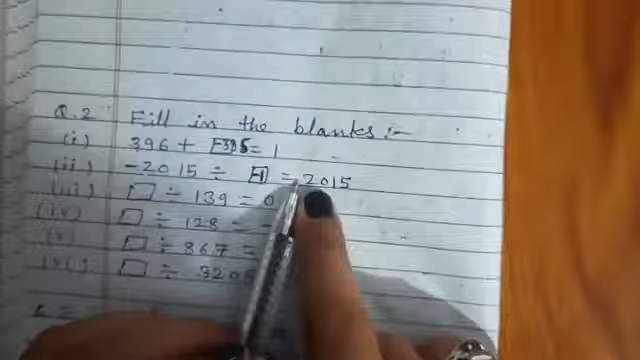 Q.2 Fill in the blanks:-
(i) 396 + [-395] = 1
(ii) -2015 ÷ [-1] = 2015
(iii) □ ÷ 139 = 0
(iv) □ ÷ 128 = -
(v) □ ÷ 867 =
(vi) □ ÷ 3205